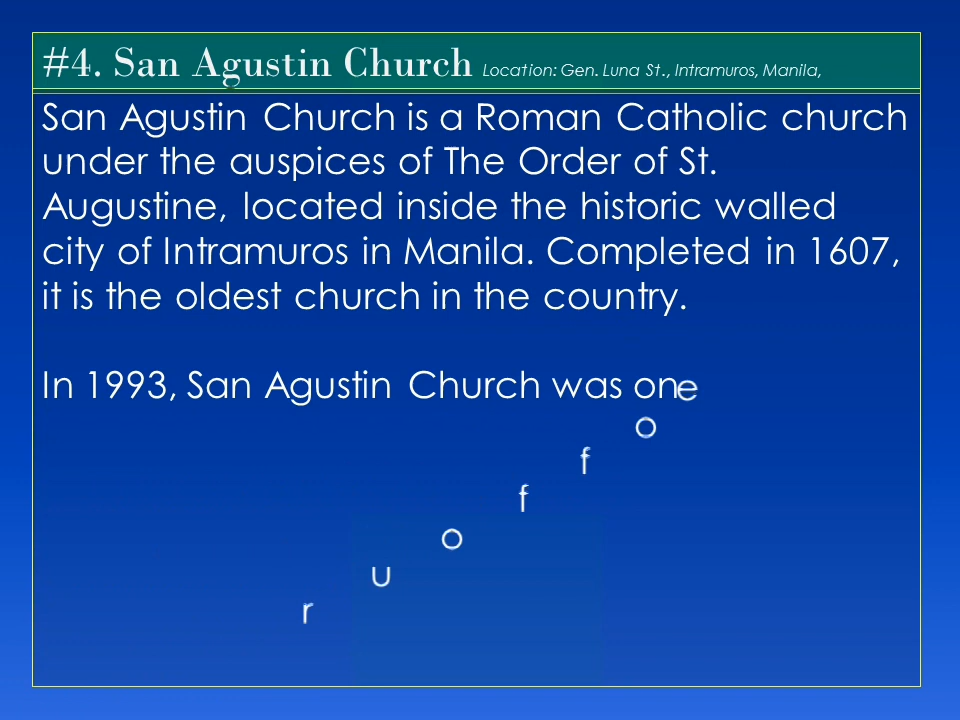 #4. San Agustin Church Location: Gen. Luna St., Intramuros, Manila,
San Agustin Church is a Roman Catholic church
under the auspices of The Order of St.
Augustine, located inside the historic walled
city of Intramuros in Manila. Completed in 1607,
it is the oldest church in the country.
In 1993, San Agustin Church was one
o
f
f
o
u
r